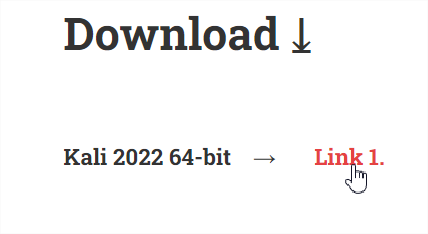 Download ↓
Kali 2022 64-bit → Link 1.